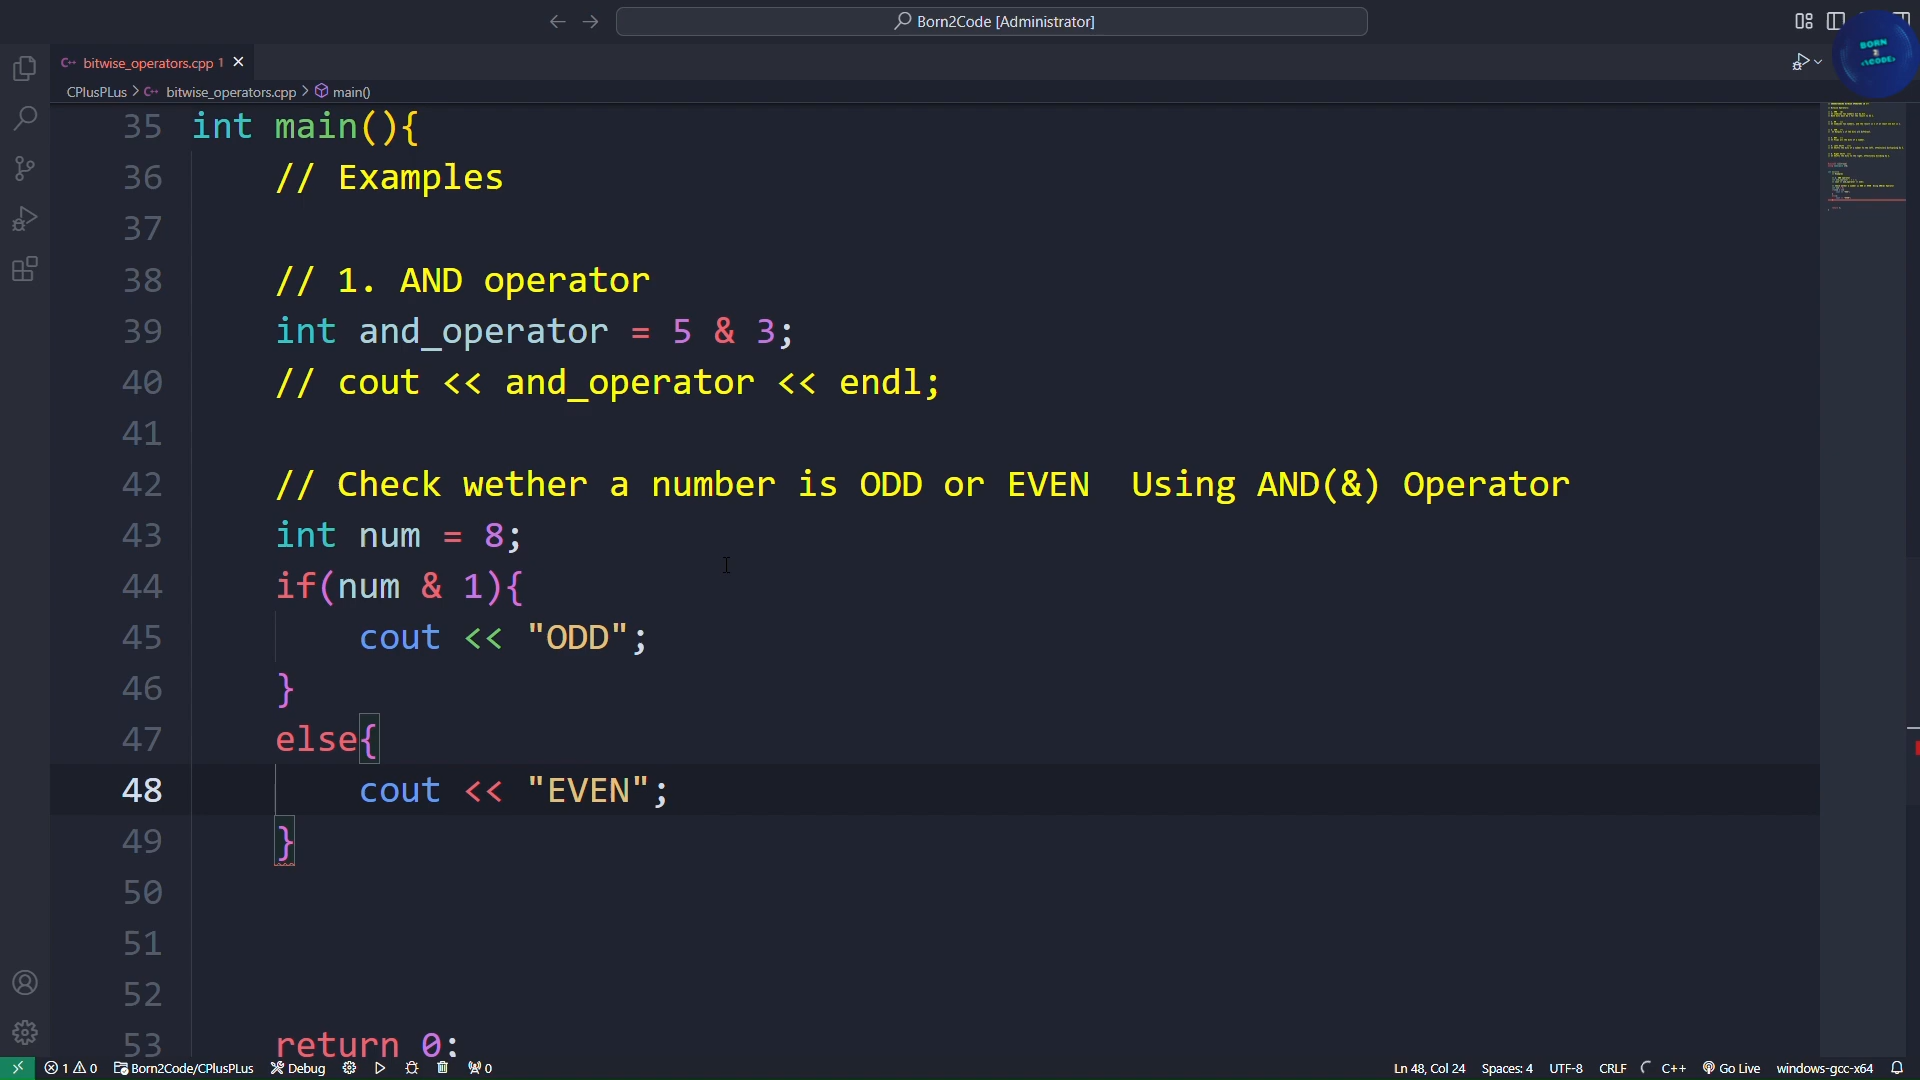 Born2Code [Administrator]
BORN
2
<\CODE>
bitwise_operators.cpp 1
CPlusPLus > bitwise_operators.cpp > main()
35 int main(){
36 // Examples
37
38 // 1. AND operator
39 int and_operator = 5 & 3;
40 // cout << and_operator << endl;
41
42 // Check wether a number is ODD or EVEN  Using AND(&) Operator
43 int num = 8;
44 if(num & 1){
45 cout << "ODD";
46 }
47 else{
48 cout << "EVEN";
49 }
50
51
52
53 return 0;
1 0 Born2Code/CPlusPLus Debug 0 Ln 48, Col 24 Spaces: 4 UTF-8 CRLF C++ Go Live windows-gcc-x64